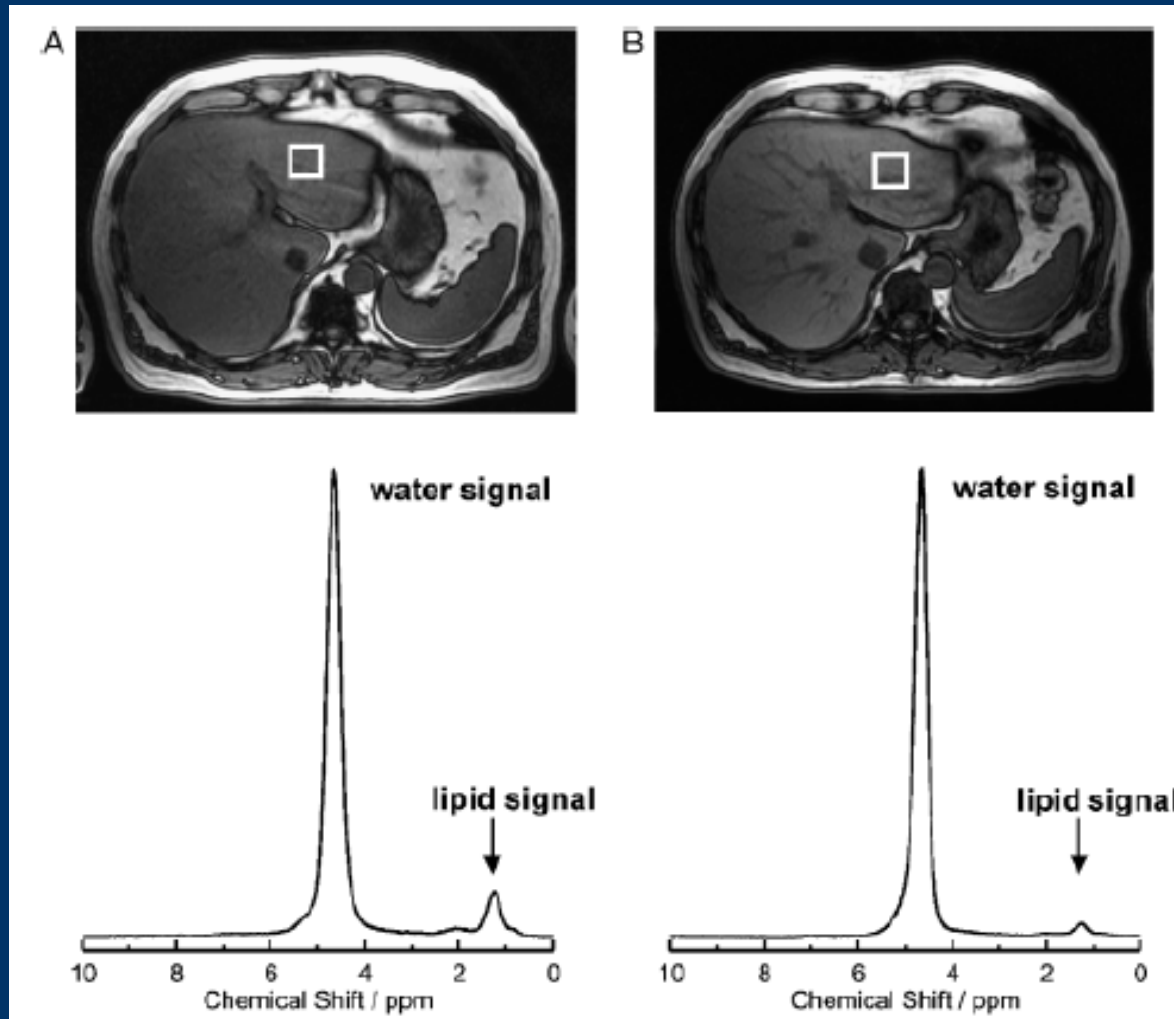 A
B
water signal
water signal
lipid signal
lipid signal
10 8 6 4 2 0
10 8 6 4 2 0
Chemical Shift / ppm
Chemical Shift / ppm